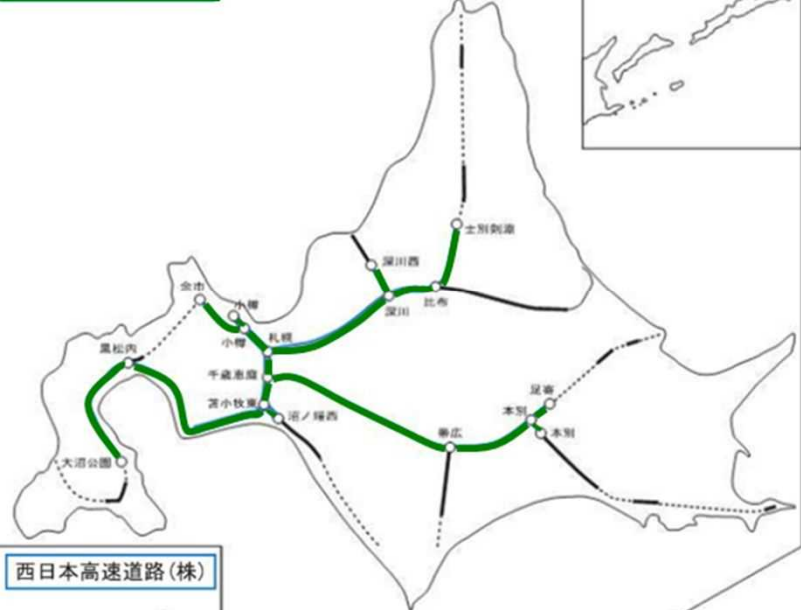 士別剣淵
深川西
比布
深川
余市
小樽
小樽
札幌
黒松内
千歳恵庭
苫小牧東
沼ノ端西
足寄
本別
本別
帯広
大沼公園
西日本高速道路(株)